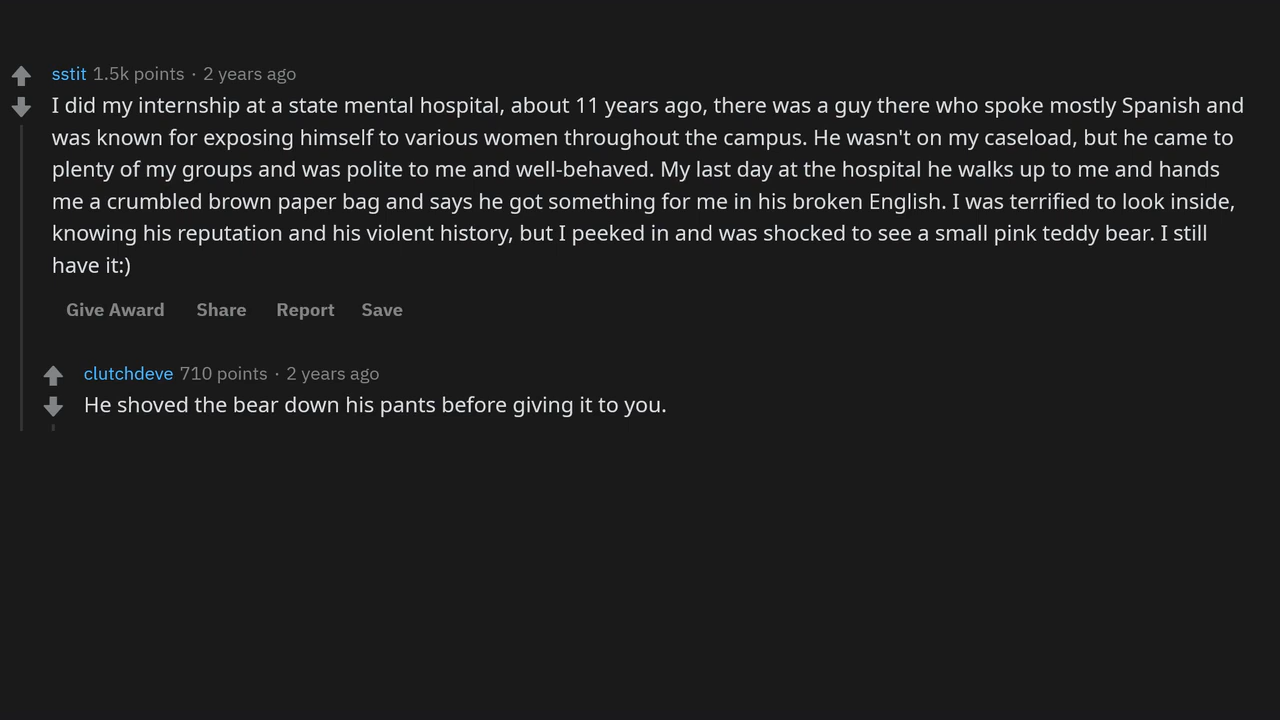 sstit 1.5k points · 2 years ago
I did my internship at a state mental hospital, about 11 years ago, there was a guy there who spoke mostly Spanish and
was known for exposing himself to various women throughout the campus. He wasn't on my caseload, but he came to
plenty of my groups and was polite to me and well-behaved. My last day at the hospital he walks up to me and hands
me a crumbled brown paper bag and says he got something for me in his broken English. I was terrified to look inside,
knowing his reputation and his violent history, but I peeked in and was shocked to see a small pink teddy bear. I still
have it:)
Give Award Share Report Save
clutchdeve 710 points · 2 years ago
He shoved the bear down his pants before giving it to you.